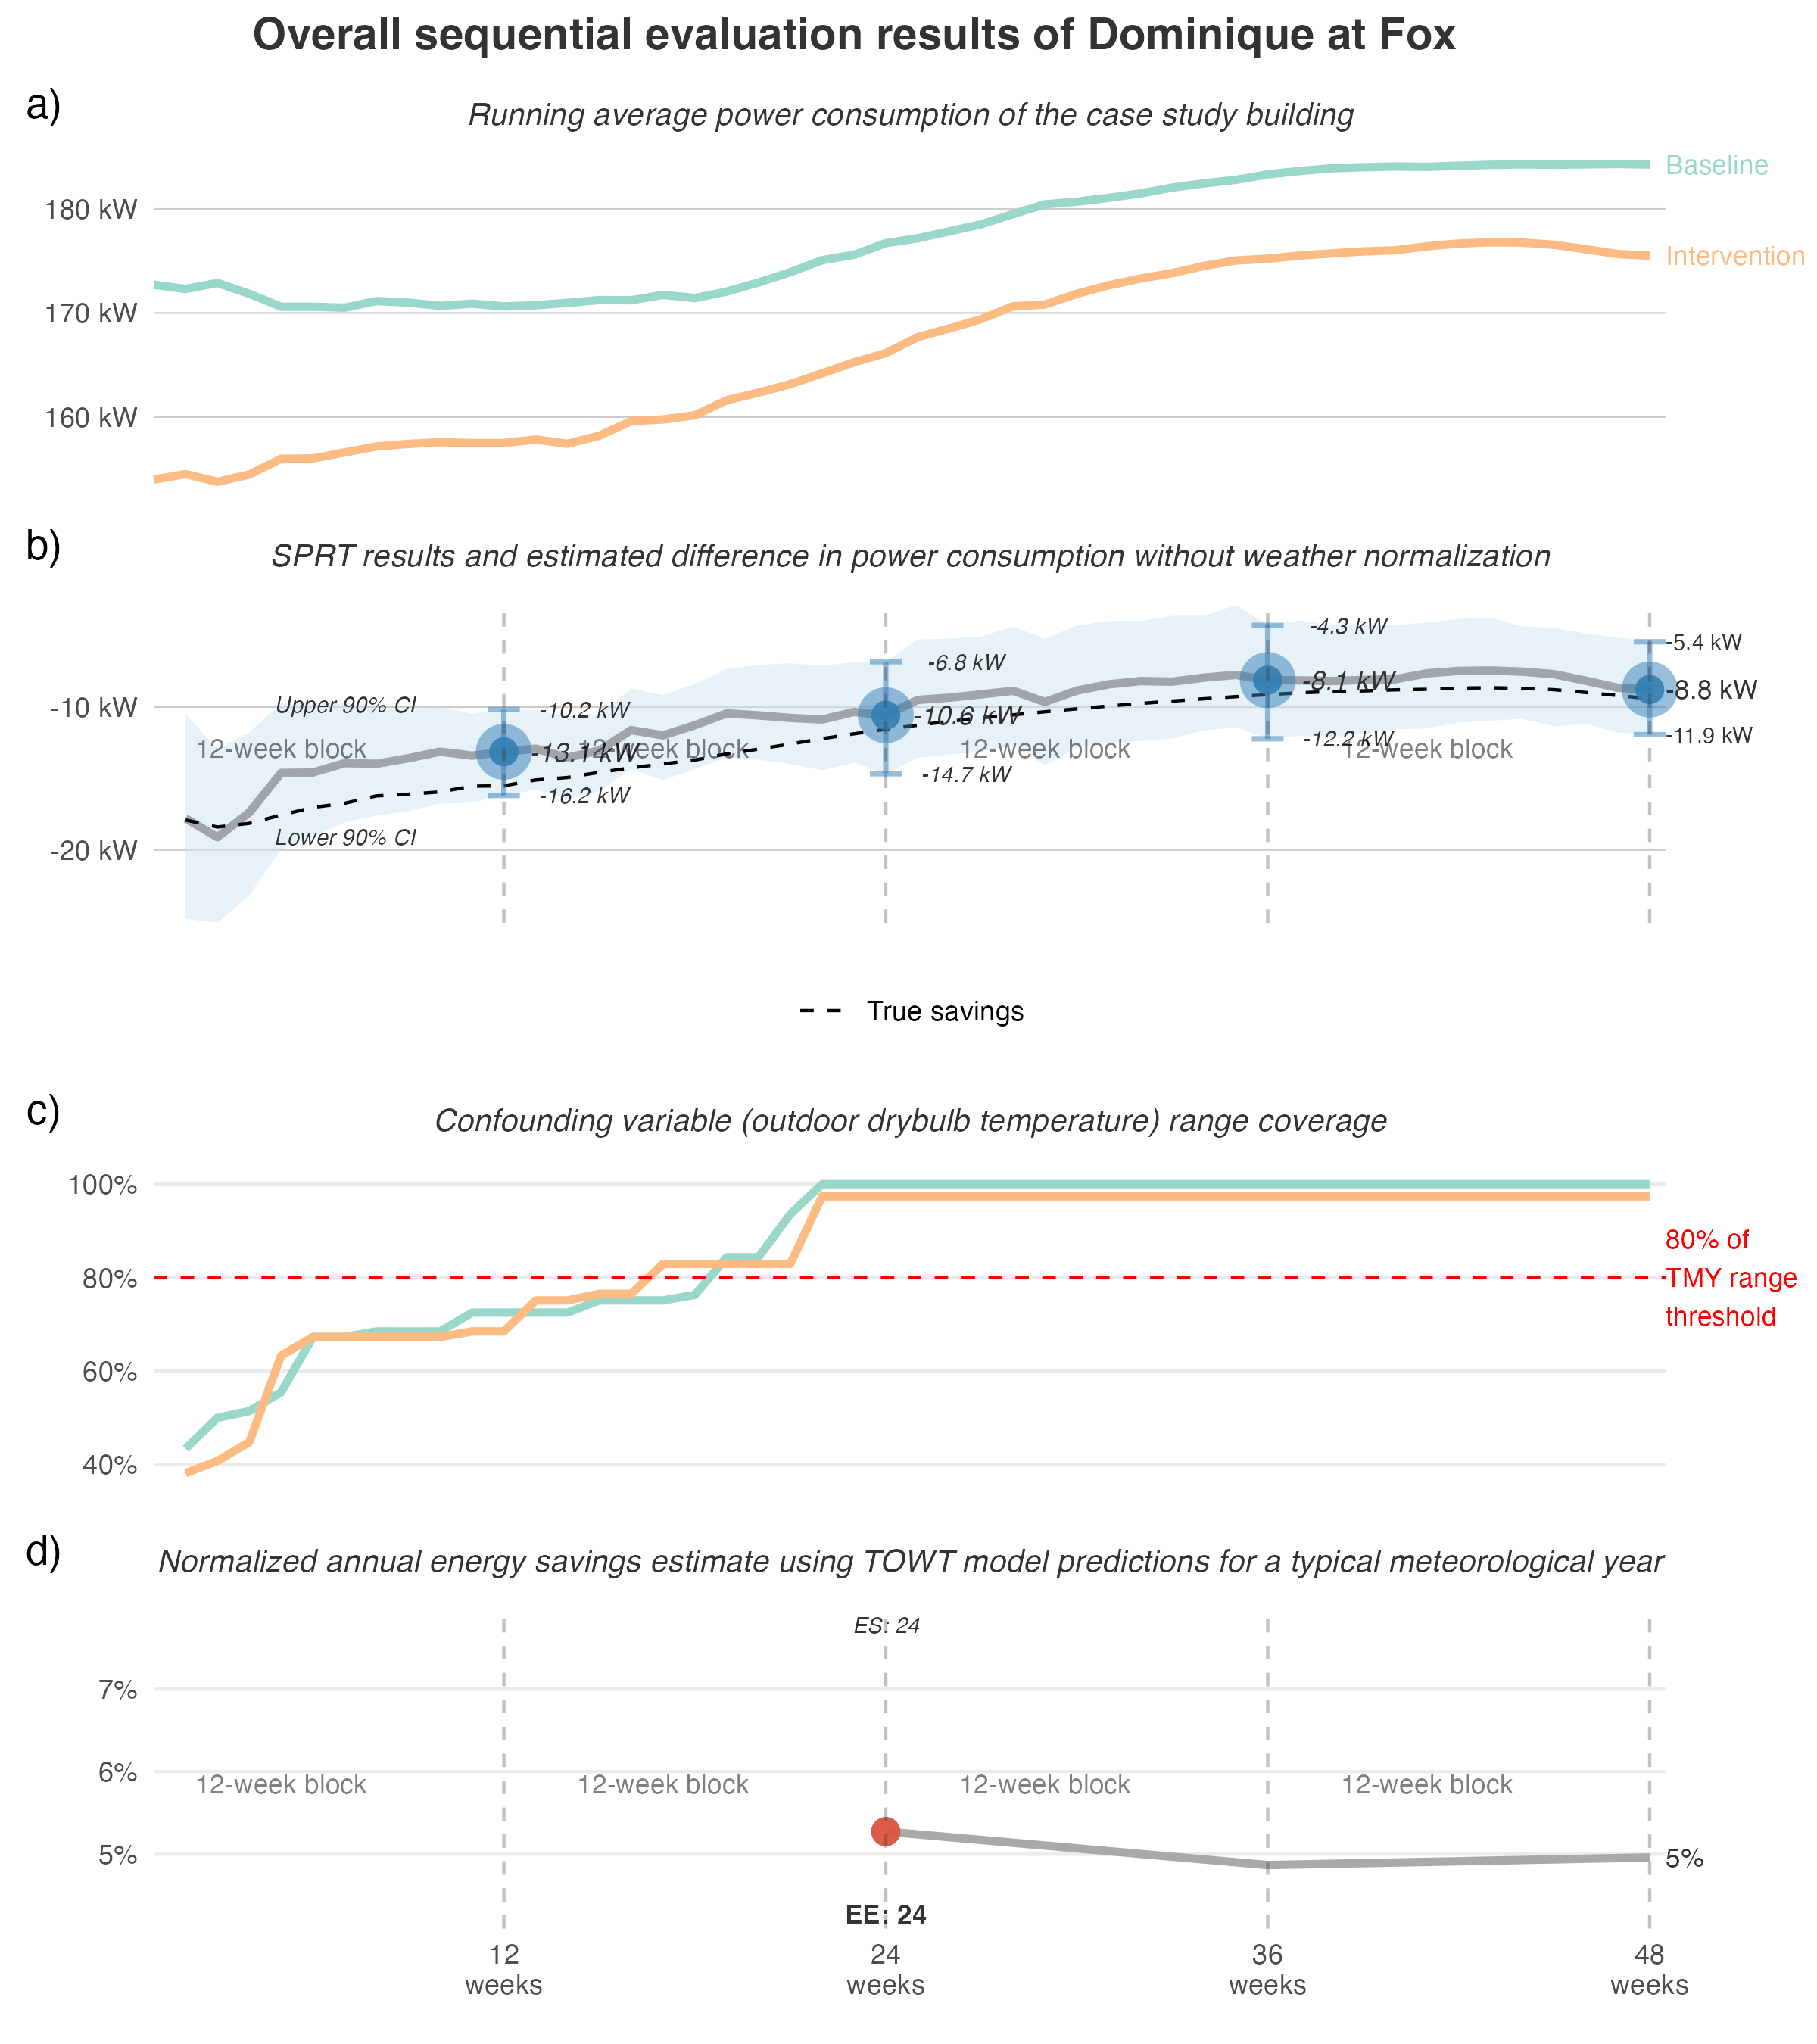 Overall sequential evaluation results of Dominique at Fox
a)
Running average power consumption of the case study building
Baseline
180 kW
Intervention
170 kW
160 kW
b)
SPRT results and estimated difference in power consumption without weather normalization
-4.3 kW
-5.4 kW
-6.8 kW
-8.1 kW
-8.8 kW
Upper 90% CI
-10 kW
-10.2 kW
-10.6 kW
-11.9 kW
12-week block
-13.1 kW
12-week block
12-week block
-12.2 kW
12-week block
-14.7 kW
-16.2 kW
Lower 90% CI
-20 kW
True savings
c)
Confounding variable (outdoor drybulb temperature) range coverage
100%
80% of
80%
TMY range
threshold
60%
40%
d)
Normalized annual energy savings estimate using TOWT model predictions for a typical meteorological year
ES: 24
7%
6%
12-week block
12-week block
12-week block
12-week block
5%
5%
EE: 24
12
weeks
24
weeks
36
weeks
48
weeks